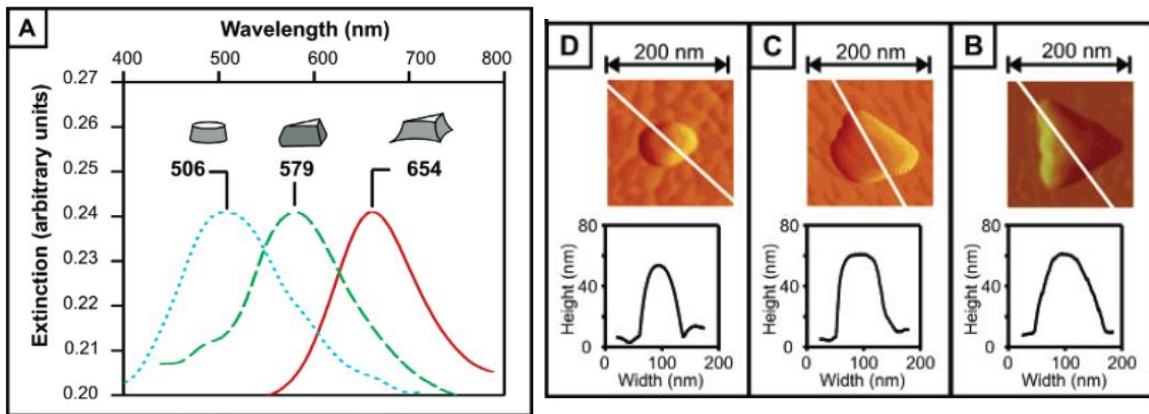 A
Wavelength (nm)
400 500 600 700 800
Extinction (arbitrary units)
0.27
0.26
0.25
0.24
0.23
0.22
0.21
0.20
506 579 654
D
200 nm
Height (nm)
80
40
0
0 100 200
Width (nm)
C
200 nm
Height (nm)
80
40
0
0 100 200
Width (nm)
B
200 nm
Height (nm)
80
40
0
0 100 200
Width (nm)